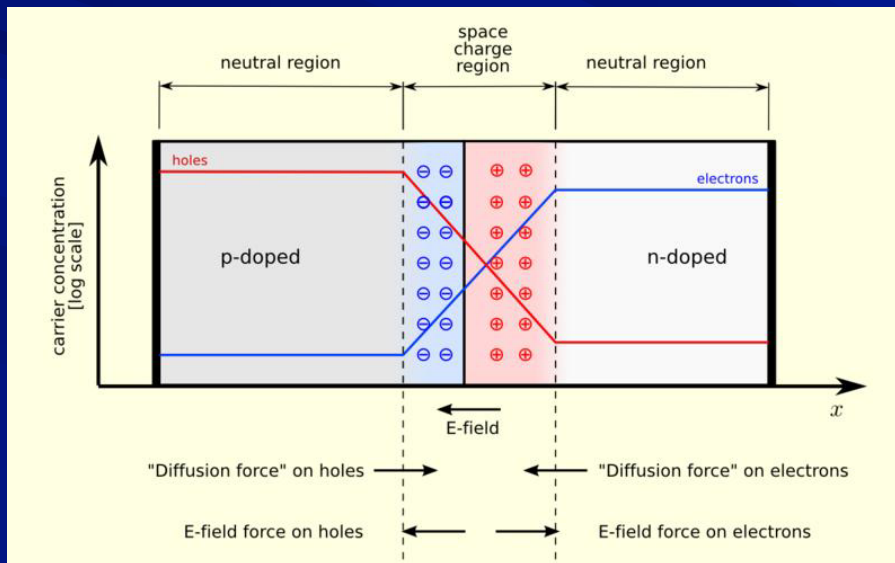 space
charge
region
neutral region
neutral region
holes
electrons
carrier concentration
[log scale]
p-doped
n-doped
x
E-field
"Diffusion force" on holes
"Diffusion force" on electrons
E-field force on holes
E-field force on electrons